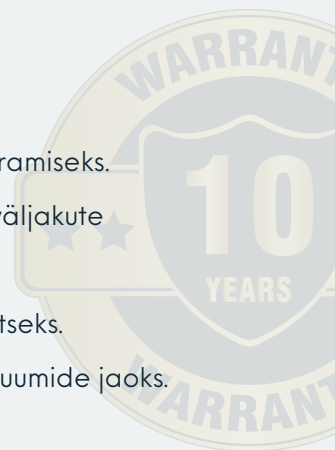 WARRANT
ramiseks.
väljakute
10
YEARS
tseks.
uumide jaoks.
WARRANT